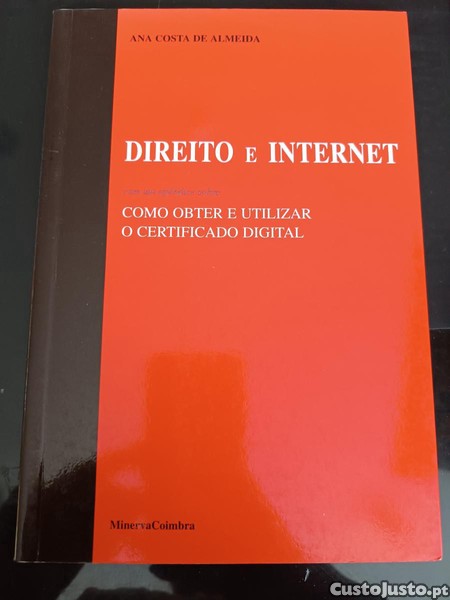 ANA COSTA DE ALMEIDA
DIREITO E INTERNET
COMO OBTER E UTILIZAR
O CERTIFICADO DIGITAL
MinervaCoimbra
CustoJusto.pt